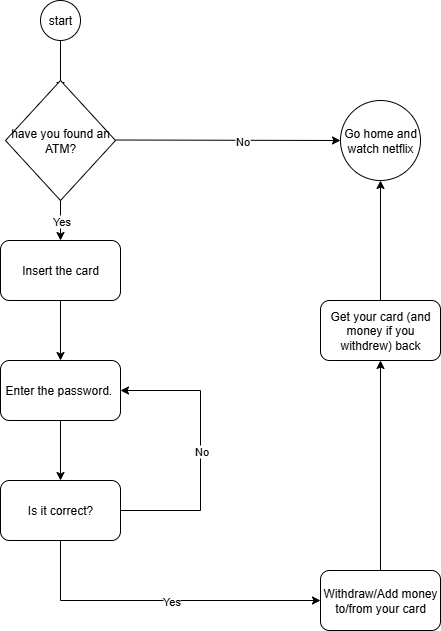 start
have you found an
ATM?
No
Go home and
watch netflix
Yes
Insert the card
Get your card (and
money if you
withdrew) back
Enter the password.
No
Is it correct?
Yes
Withdraw/Add money
to/from your card